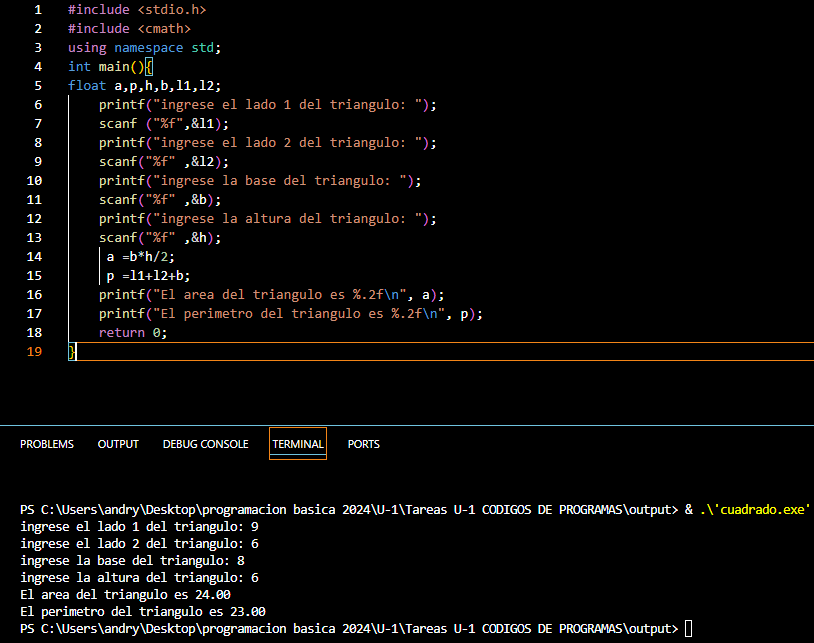 1 #include <stdio.h>
2 #include <cmath>
3 using namespace std;
4 int main(){
5 float a,p,h,b,l1,l2;
6 printf("ingrese el lado 1 del triangulo: ");
7 scanf ("%f",&l1);
8 printf("ingrese el lado 2 del triangulo: ");
9 scanf("%f" ,&l2);
10 printf("ingrese la base del triangulo: ");
11 scanf("%f" ,&b);
12 printf("ingrese la altura del triangulo: ");
13 scanf("%f" ,&h);
14 a =b*h/2;
15 p =l1+l2+b;
16 printf("El area del triangulo es %.2f\n", a);
17 printf("El perimetro del triangulo es %.2f\n", p);
18 return 0;
19 }
PROBLEMS OUTPUT DEBUG CONSOLE TERMINAL PORTS
PS C:\Users\andry\Desktop\programacion basica 2024\U-1\Tareas U-1 CODIGOS DE PROGRAMAS\output> & .\'cuadrado.exe'
ingrese el lado 1 del triangulo: 9
ingrese el lado 2 del triangulo: 6
ingrese la base del triangulo: 8
ingrese la altura del triangulo: 6
El area del triangulo es 24.00
El perimetro del triangulo es 23.00
PS C:\Users\andry\Desktop\programacion basica 2024\U-1\Tareas U-1 CODIGOS DE PROGRAMAS\output>